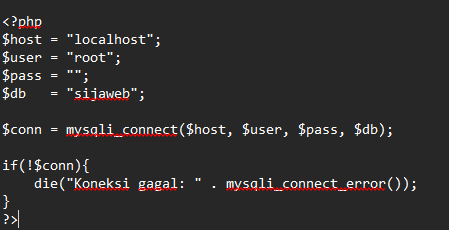 <?php
$host = "localhost";
$user = "root";
$pass = "";
$db   = "sijaweb";

$conn = mysqli_connect($host, $user, $pass, $db);

if(!$conn){
    die("Koneksi gagal: " . mysqli_connect_error());
}
?>